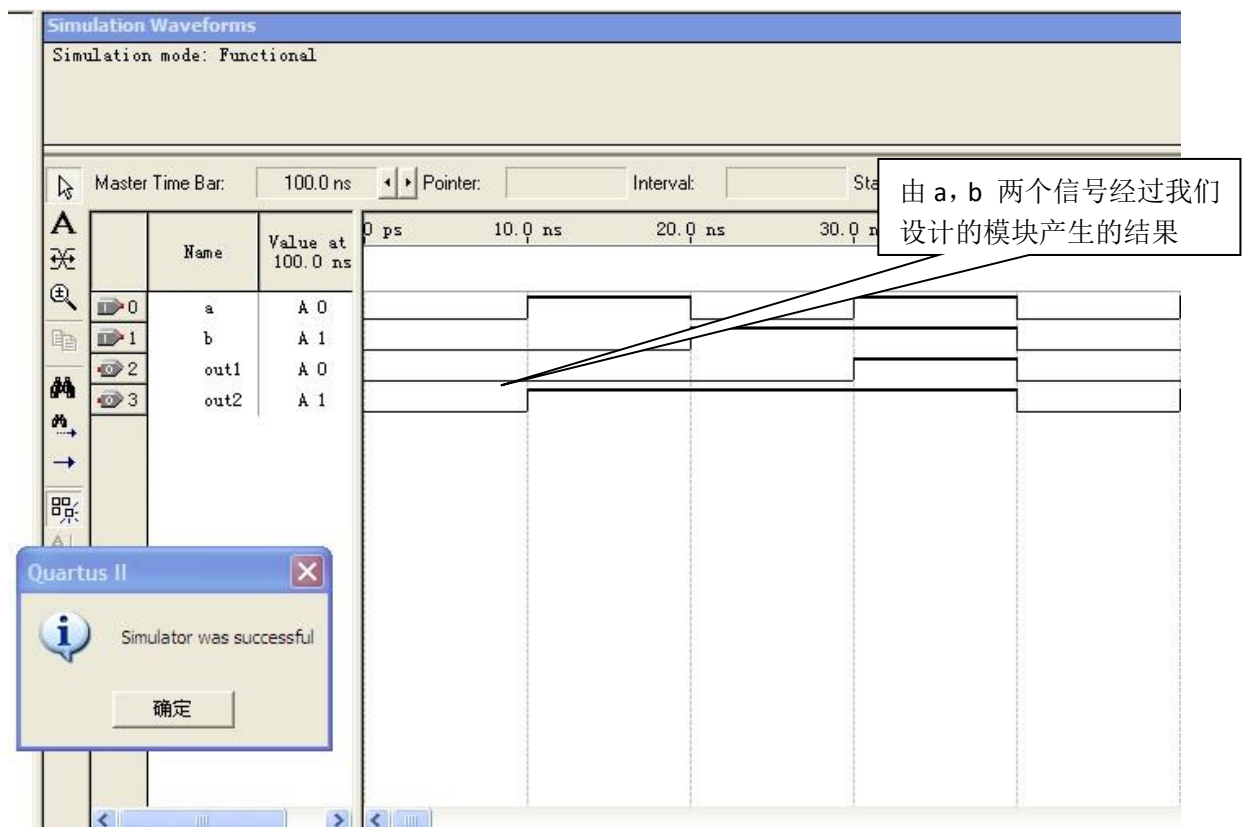 Simulation Waveforms
Simulation mode: Functional
Master Time Bar: 100.0 ns Pointer: Interval: Sta
由 a，b 两个信号经过我们
设计的模块产生的结果
Name
Value at
100.0 ns
0 ps 10.0 ns 20.0 ns 30.0 n
0 a A 0
1 b A 1
2 out1 A 0
3 out2 A 1
Quartus II
Simulator was successful
确定